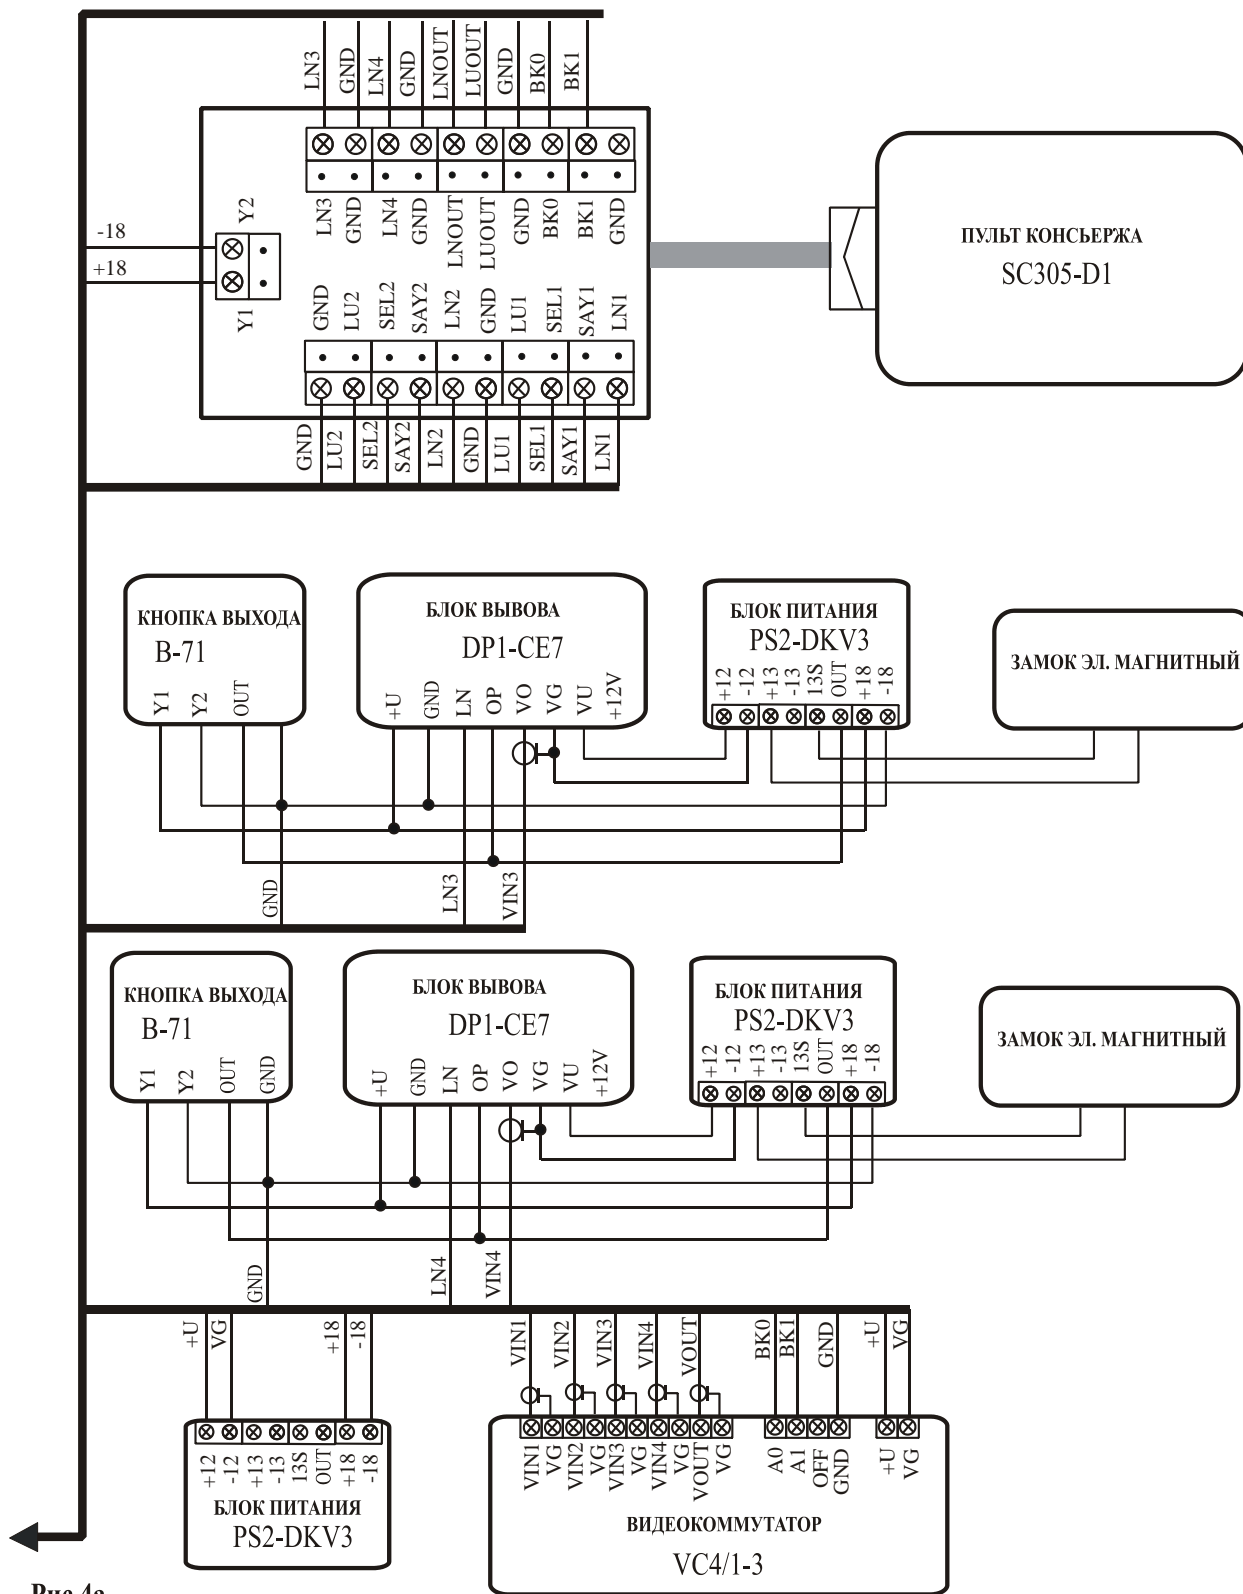 LN3 GND LN4 GND LNOUT LUOUT GND BK0 BK1
LN3 GND LN4 GND LNOUT LUOUT GND BK0 BK1 GND
Y2
-18
+18
Y1
GND LU2 SEL2 SAY2 LN2 GND LU1 SEL1 SAY1 LN1
GND LU2 SEL2 SAY2 LN2 GND LU1 SEL1 SAY1 LN1
ПУЛЬТ КОНСЬЕРЖА
SC305-D1
КНОПКА ВЫХОДА
B-71
Y1 Y2 OUT
БЛОК ВЫВОВА
DP1-CE7
+U GND LN OP VO VG VU +12V
БЛОК ПИТАНИЯ
PS2-DKV3
+12 -12 +13 -13 13S OUT +18 -18
ЗАМОК ЭЛ. МАГНИТНЫЙ
GND LN3 VIN3
КНОПКА ВЫХОДА
B-71
Y1 Y2 OUT GND
БЛОК ВЫВОВА
DP1-CE7
+U GND LN OP VO VG VU +12V
БЛОК ПИТАНИЯ
PS2-DKV3
+12 -12 +13 -13 13S OUT +18 -18
ЗАМОК ЭЛ. МАГНИТНЫЙ
GND LN4 VIN4
+U VG +18 -18
VIN1 VIN2 VIN3 VIN4 VOUT BK0 BK1 GND +U VG
+12 -12 +13 -13 13S OUT +18 -18
БЛОК ПИТАНИЯ
PS2-DKV3
VIN1 VG VIN2 VG VIN3 VG VIN4 VG VOUT VG A0 A1 OFF GND +U VG
ВИДЕОКОММУТАТОР
VC4/1-3
Рис 4а